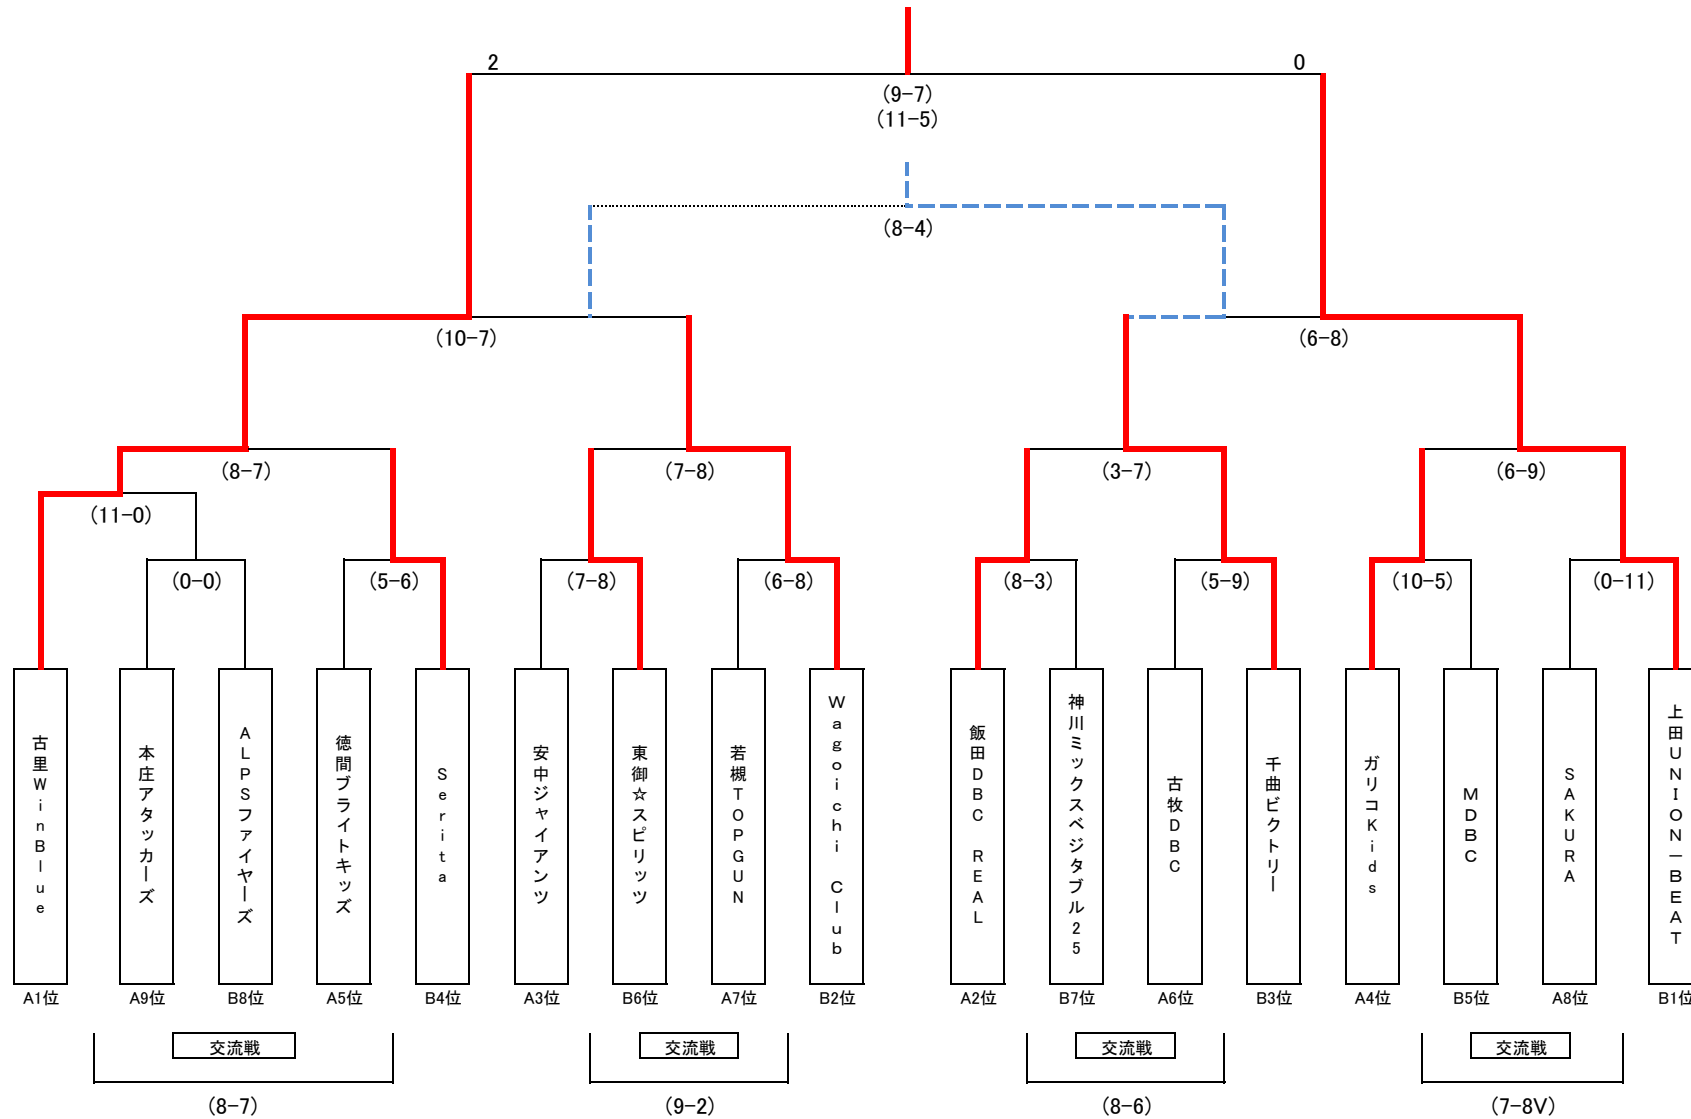 2 0
(9-7)
(11-5)
(8-4)
(10-7) (6-8)
(8-7) (7-8) (3-7) (6-9)
(11-0)
(0-0) (5-6) (7-8) (6-8) (8-3) (5-9) (10-5) (0-11)
古里WinBlue
本庄アタッカーズ
ALPSファイヤーズ
徳間ブライトキッズ
Serita
安中ジャイアンツ
東御☆スピリッツ
若槻TOPGUN
Wagoichi Club
飯田DBC REAL
神川ミックスベジタブル25
古牧DBC
千曲ビクトリー
ガリコKids
MDBC
SAKURA
上田UNION－BEAT
A1位 A9位 B8位 A5位 B4位 A3位 B6位 A7位 B2位 A2位 B7位 A6位 B3位 A4位 B5位 A8位 B1位
交流戦 交流戦 交流戦 交流戦
(8-7) (9-2) (8-6) (7-8V)